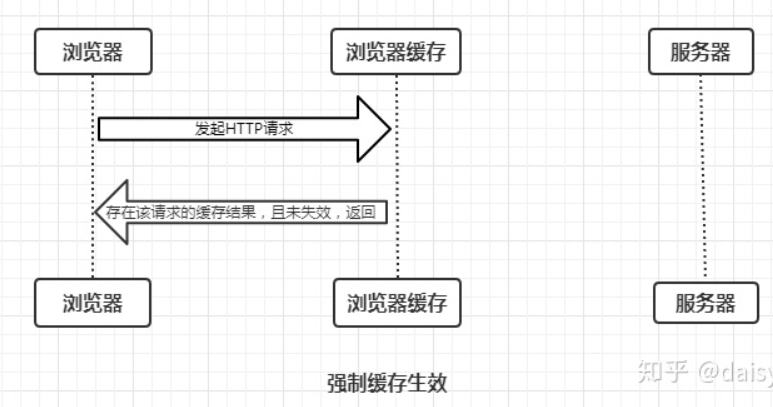 浏览器 浏览器缓存 服务器
发起HTTP请求
存在该请求的缓存结果，且未失效，返回
浏览器 浏览器缓存 服务器
强制缓存生效
知乎 @daisy